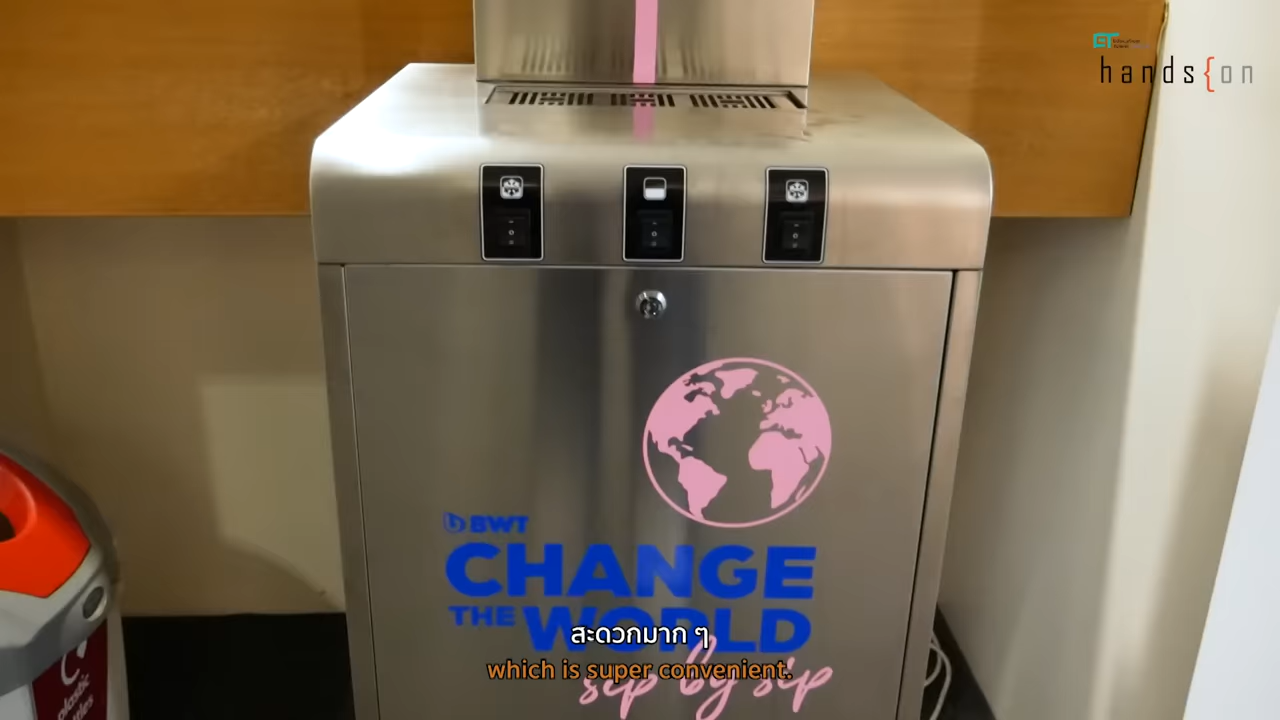 hands{on
BWT
CHANGE
THE WORLD
sip by sip
สะดวกมาก ๆ
which is super convenient.
plastic